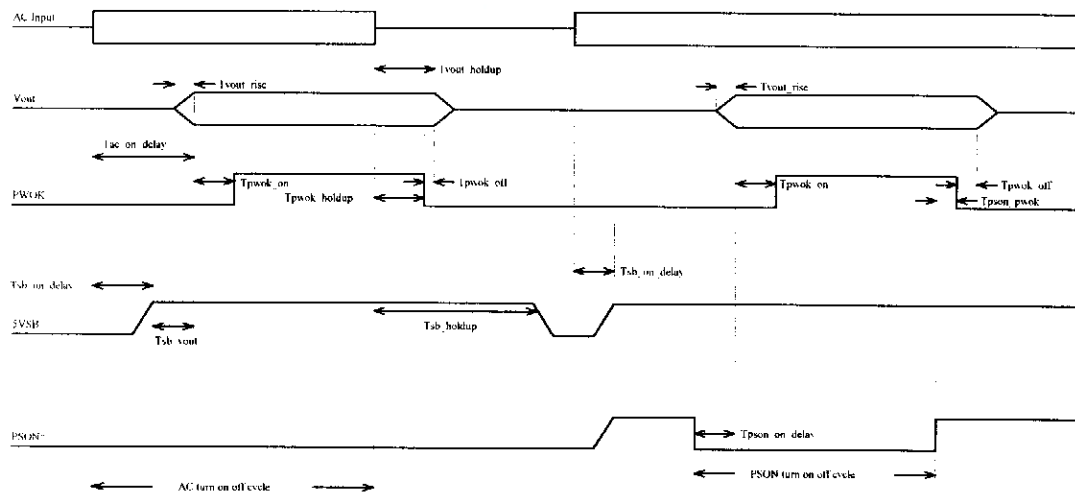 AC Input
Tvout_holdup
Tvout_rise
Tvout_rise
Vout
Tac_on_delay
Tpwok_on
Tpwok_off
Tpwok_on
Tpwok_off
PWOK
Tpwok_holdup
Tpson_pwok
Tsb_on_delay
Tsb_on_delay
5VSB
Tsb_vout
Tsb_holdup
PSON#
Tpson_on_delay
AC turn on off cycle
PSON turn on off cycle